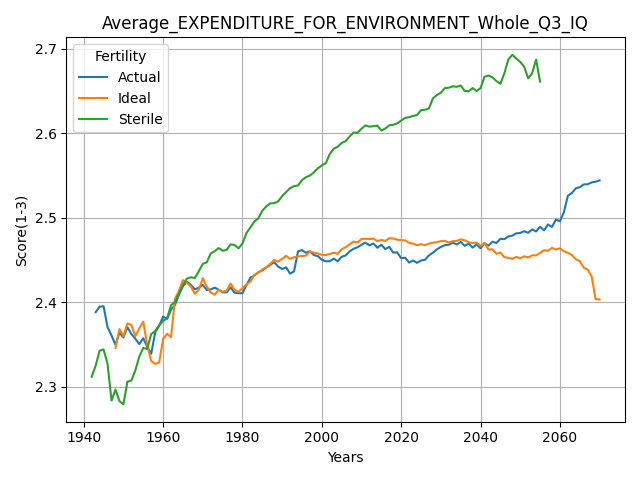 Average_EXPENDITURE_FOR_ENVIRONMENT_Whole_Q3_IQ
Fertility
Actual
Ideal
Sterile
Score(1-3)
2.7
2.6
2.5
2.4
2.3
1940 1960 1980 2000 2020 2040 2060
Years